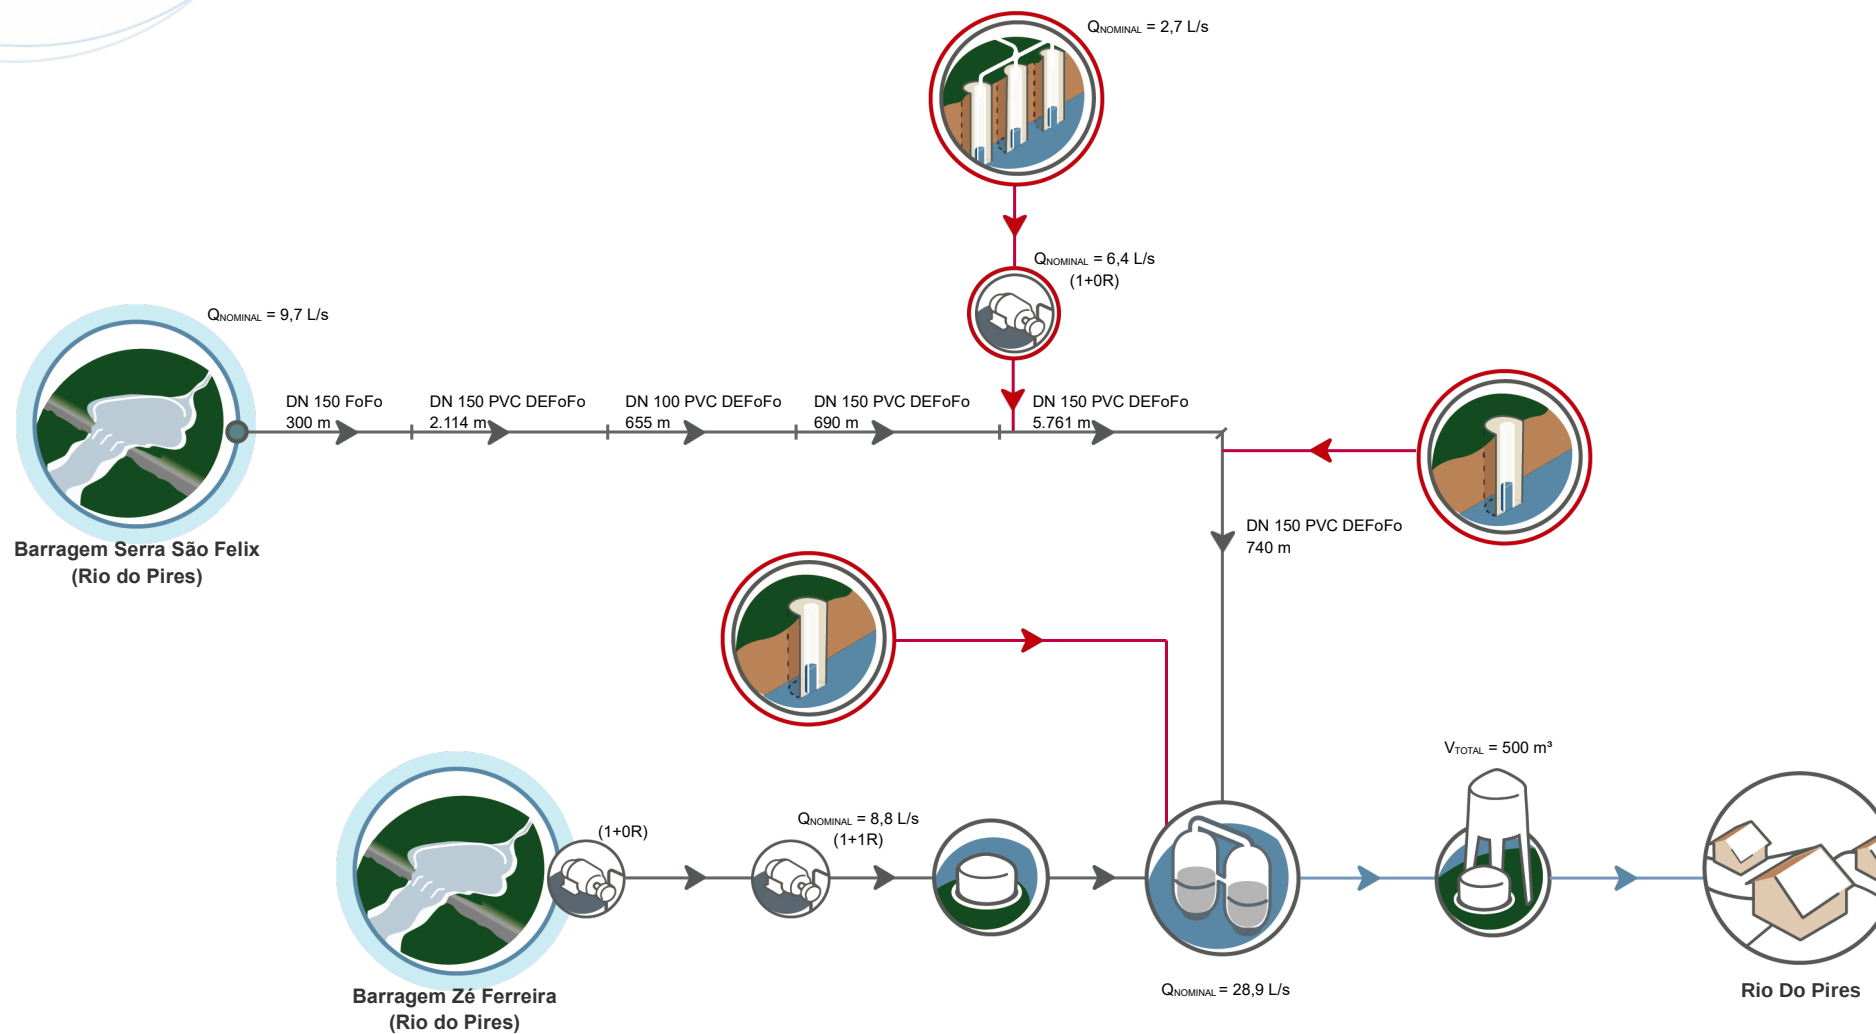 QNOMINAL = 2,7 L/s
QNOMINAL = 6,4 L/s
(1+0R)
QNOMINAL = 9,7 L/s
DN 150 FoFo
300 m
DN 150 PVC DEFoFo
2.114 m
DN 100 PVC DEFoFo
655 m
DN 150 PVC DEFoFo
690 m
DN 150 PVC DEFoFo
5.761 m
DN 150 PVC DEFoFo
740 m
Barragem Serra São Felix
(Rio do Pires)
VTOTAL = 500 m³
(1+0R)
QNOMINAL = 8,8 L/s
(1+1R)
QNOMINAL = 28,9 L/s
Barragem Zé Ferreira
(Rio do Pires)
Rio Do Pires